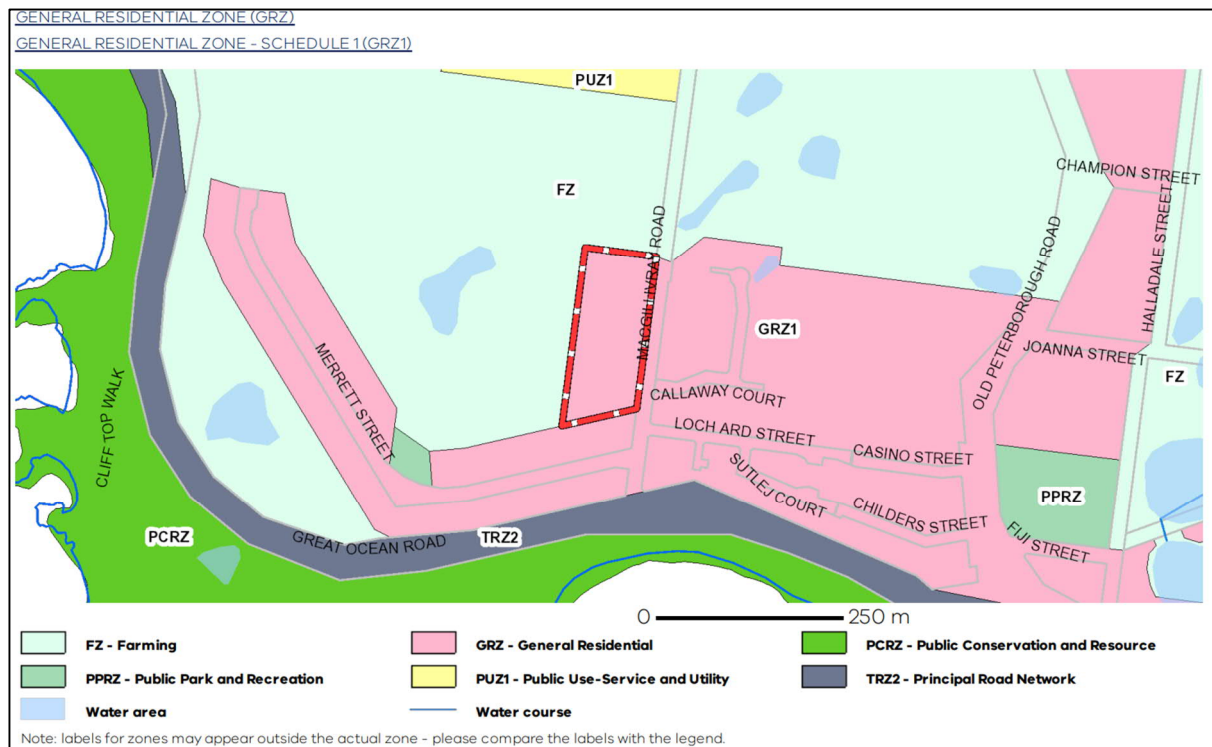 GENERAL RESIDENTIAL ZONE (GRZ)
GENERAL RESIDENTIAL ZONE - SCHEDULE 1 (GRZ1)
PUZ1
CHAMPION STREET
FZ
HALLADALE STREET
MACGILLIVRAY ROAD
OLD PETERBOROUGH ROAD
GRZ1
JOANNA STREET
MERRETT STREET
FZ
CALLAWAY COURT
LOCH ARD STREET
CASINO STREET
CLIFF TOP WALK
SUTLEJ COURT
PPRZ
CHILDERS STREET
FIJI STREET
PCRZ
GREAT OCEAN ROAD
TRZ2
0 250 m
FZ - Farming
GRZ - General Residential
PCRZ - Public Conservation and Resource
PPRZ - Public Park and Recreation
PUZ1 - Public Use-Service and Utility
TRZ2 - Principal Road Network
Water area
Water course
Note: labels for zones may appear outside the actual zone - please compare the labels with the legend.